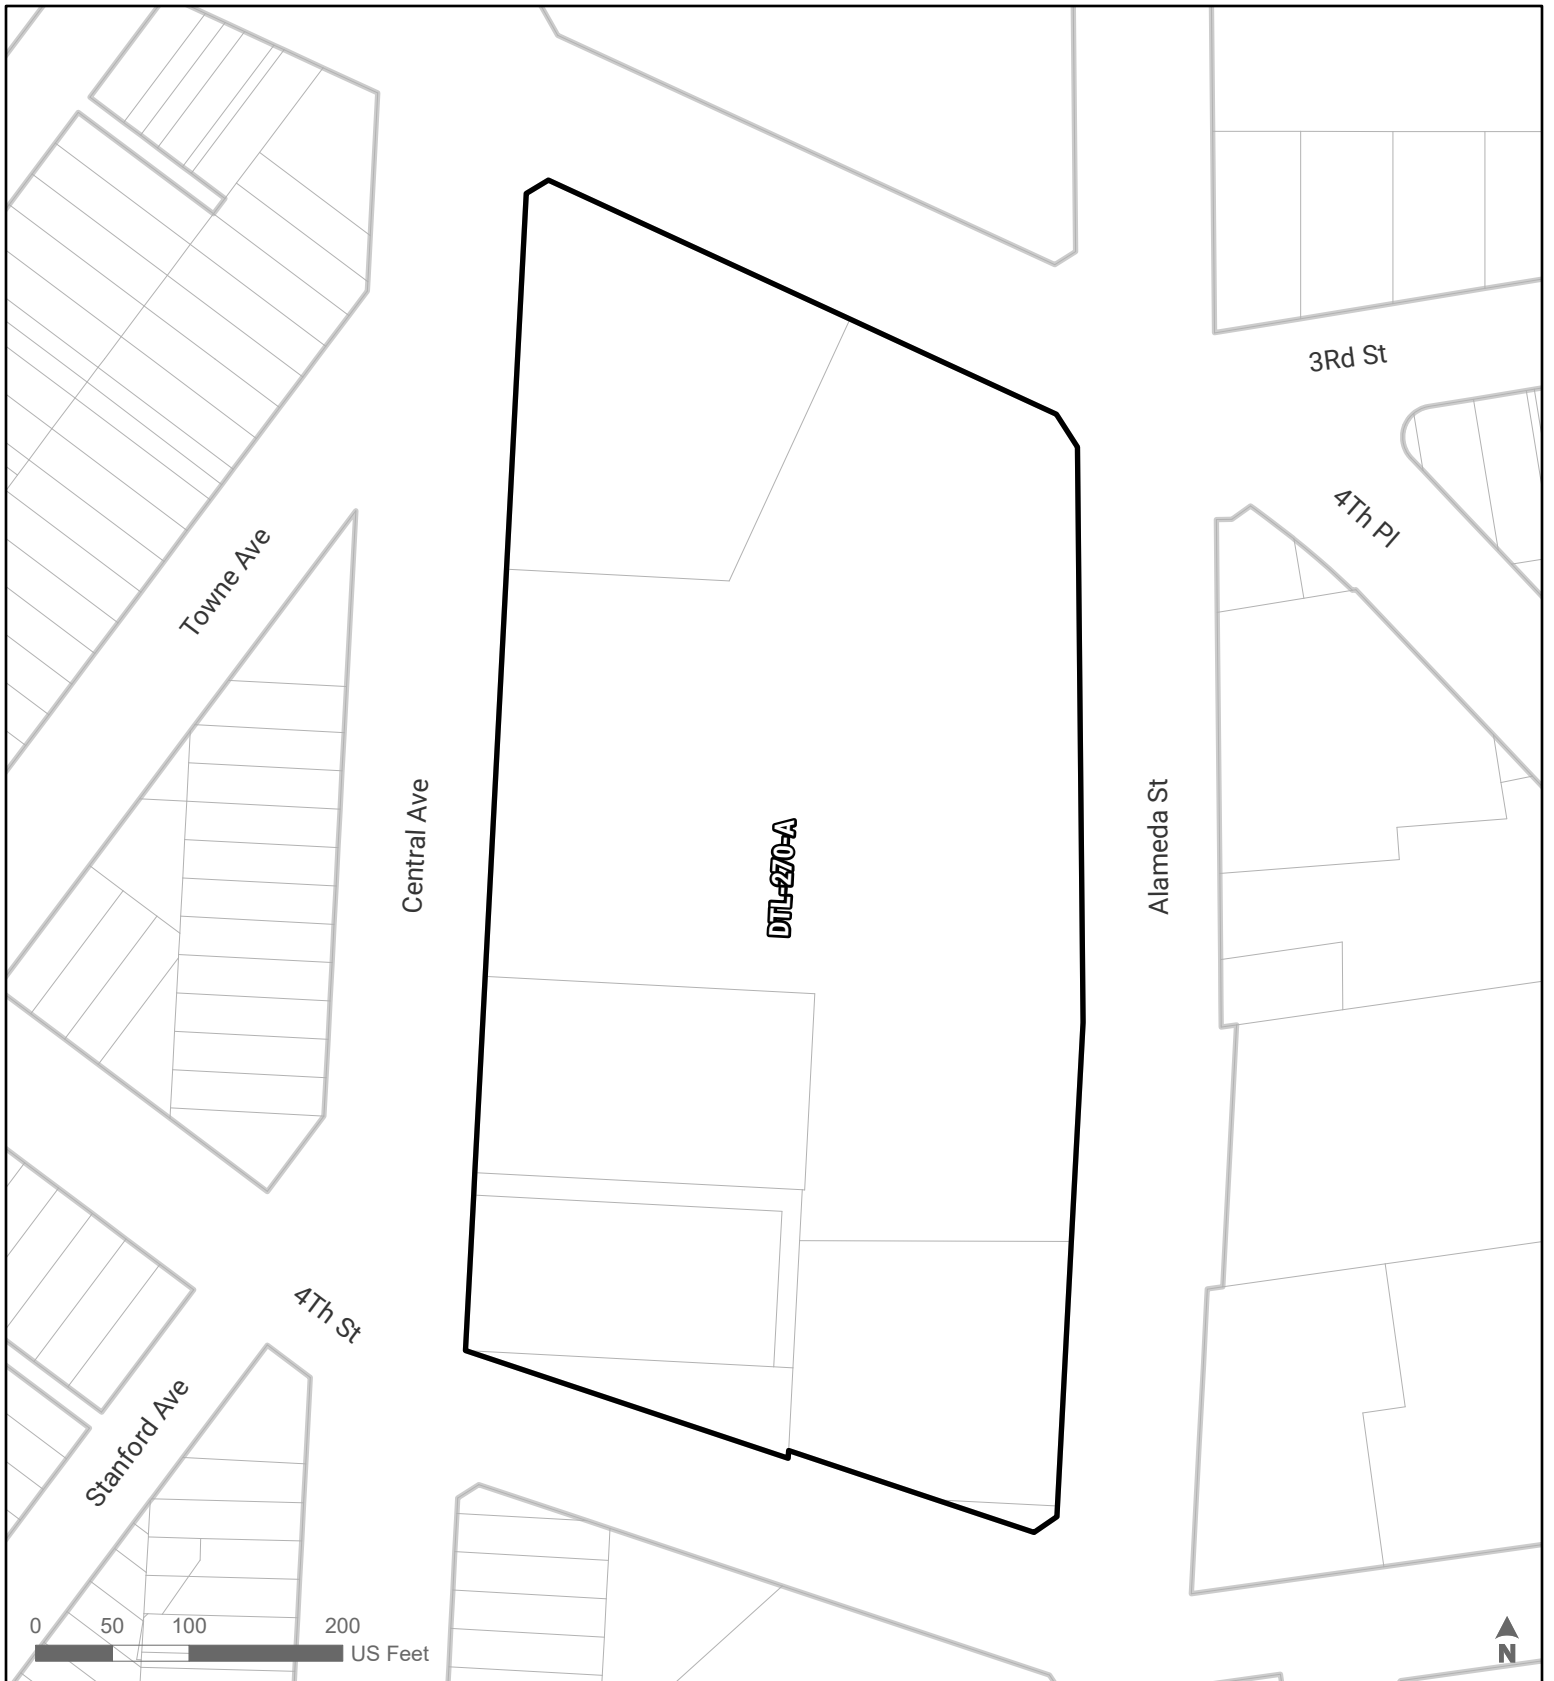 3Rd St
4Th Pl
Towne Ave
Central Ave
DTL-270-A
Alameda St
4Th St
Stanford Ave
0 50 100 200
US Feet
N